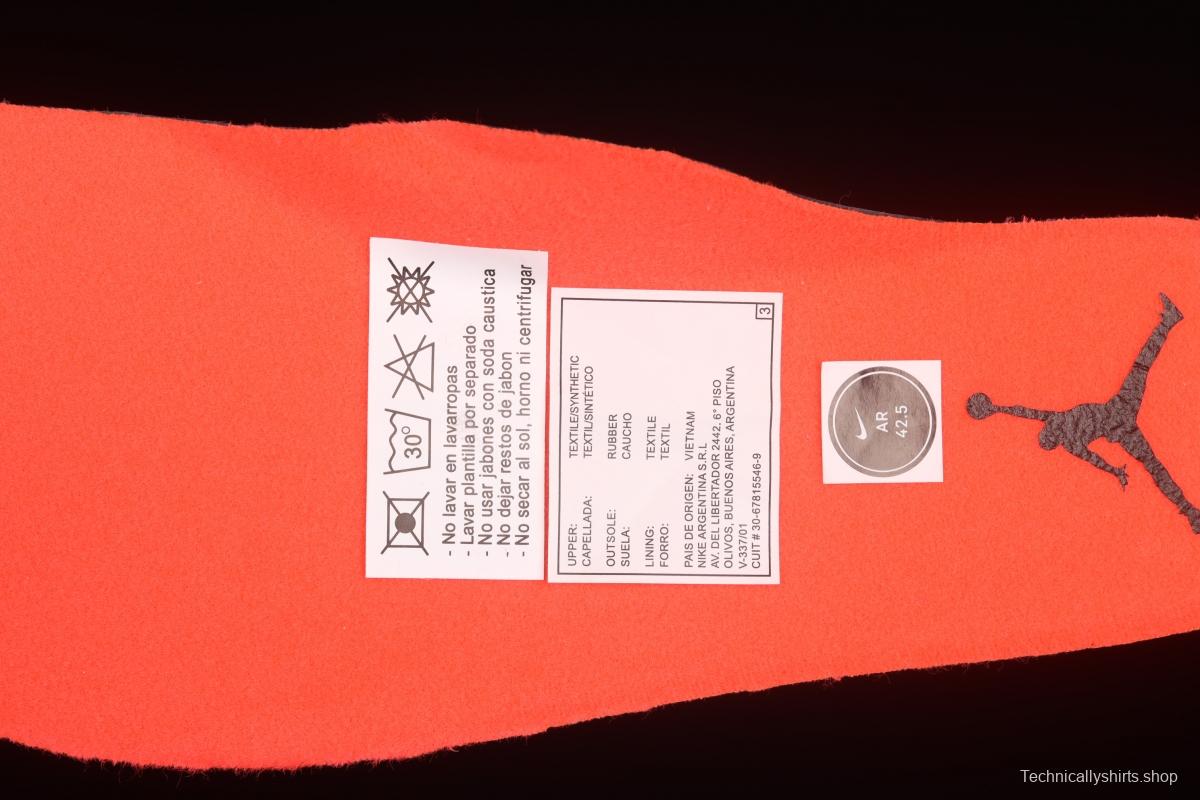 30°
- No lavar en lavarropas
- Lavar plantilla por separado
- No usar jabones con soda caustica
- No dejar restos de jabon
- No secar al sol, horno ni centrifugar
3
UPPER: TEXTILE/SYNTHETIC
CAPELLADA: TEXTIL/SINTÉTICO
OUTSOLE: RUBBER
SUELA: CAUCHO
LINING: TEXTILE
FORRO: TEXTIL
PAIS DE ORIGEN: VIETNAM
NIKE ARGENTINA S.R.L
AV. DEL LIBERTADOR 2442. 6° PISO
OLIVOS, BUENOS AIRES, ARGENTINA
V-337/01
CUIT # 30-67815546-9
AR
42.5
Technicallyshirts.shop